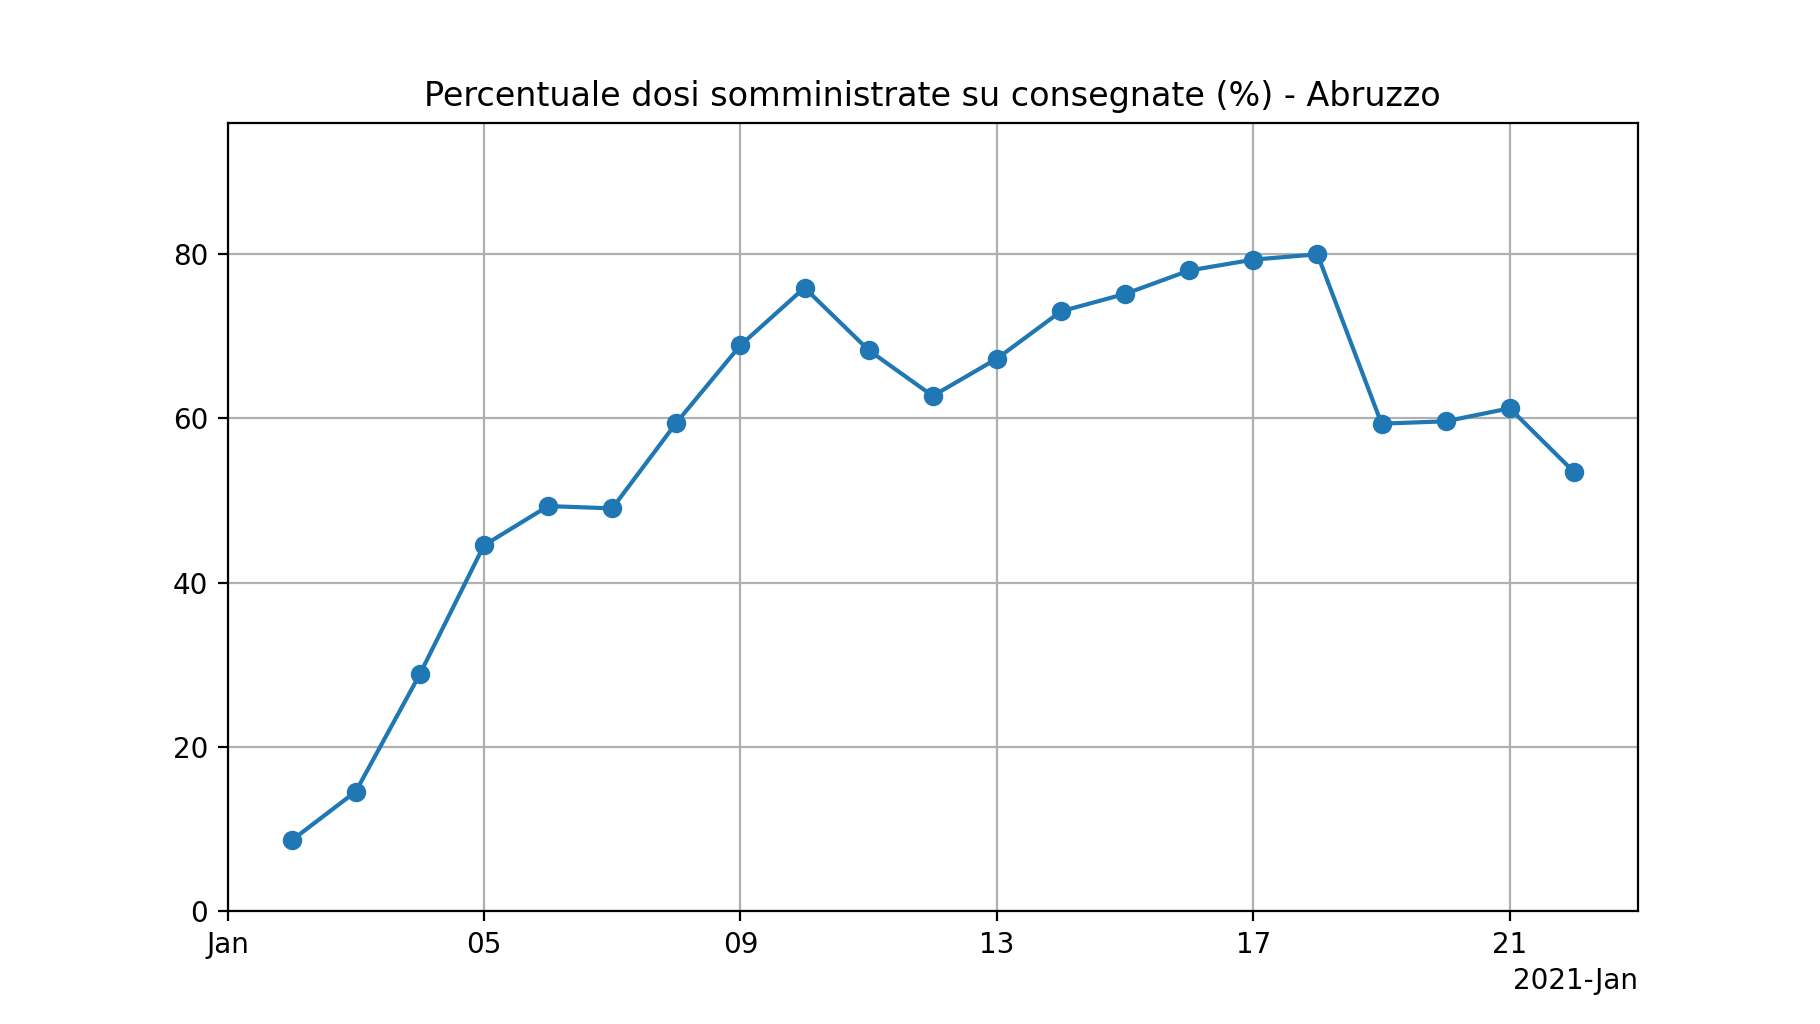 Percentuale dosi somministrate su consegnate (%) - Abruzzo
80
60
40
20
0
Jan 05 09 13 17 21
2021-Jan